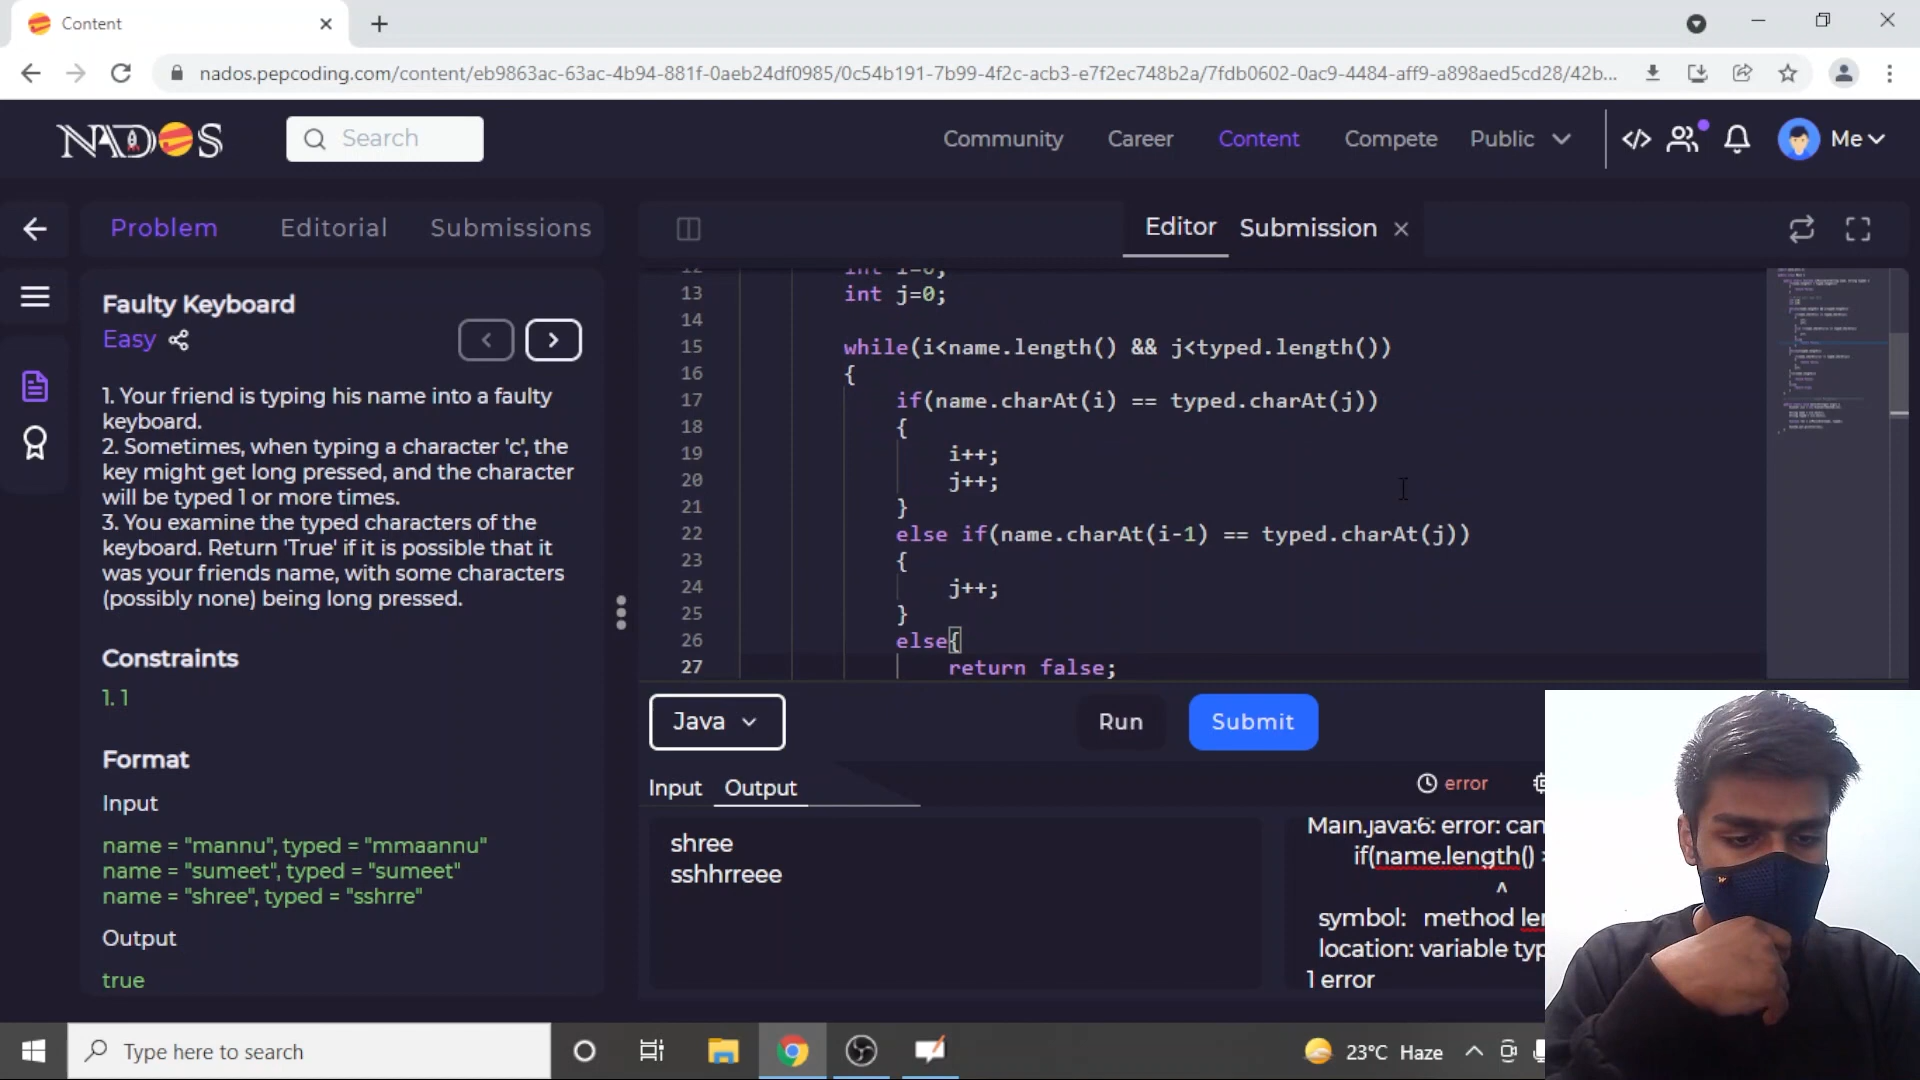 Content
nados.pepcoding.com/content/eb9863ac-63ac-4b94-881f-0aeb24df0985/0c54b191-7b99-4f2c-acb3-e7f2ec748b2a/7fdb0602-0ac9-4484-aff9-a898aed5cd28/42b...
NADOS
Search
Community
Career
Content
Compete
Public
Me
Problem
Editorial
Submissions
Editor
Submission
Faulty Keyboard
Easy
1. Your friend is typing his name into a faulty
keyboard.
2. Sometimes, when typing a character 'c', the
key might get long pressed, and the character
will be typed 1 or more times.
3. You examine the typed characters of the
keyboard. Return 'True' if it is possible that it
was your friends name, with some characters
(possibly none) being long pressed.
Constraints
1. 1
Format
Input
name = "mannu", typed = "mmaannu"
name = "sumeet", typed = "sumeet"
name = "shree", typed = "sshrre"
Output
true
12 int i=0;
13 int j=0;
14
15 while(i<name.length() && j<typed.length())
16 {
17 if(name.charAt(i) == typed.charAt(j))
18 {
19 i++;
20 j++;
21 }
22 else if(name.charAt(i-1) == typed.charAt(j))
23 {
24 j++;
25 }
26 else{
27 return false;
Java
Run
Submit
Input
Output
error
shree
sshhrreee
Main.java:6: error: can
if(name.length()
^
symbol: method
location: variable
1 error
Type here to search
23°C Haze